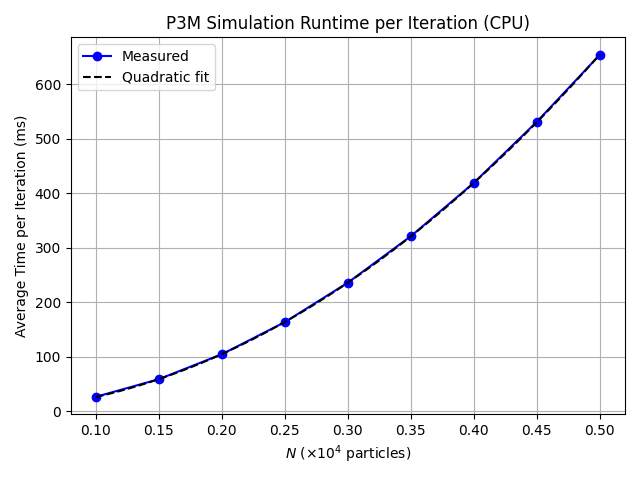 P3M Simulation Runtime per Iteration (CPU)
Measured
Quadratic fit
Average Time per Iteration (ms)
600
500
400
300
200
100
0
0.10 0.15 0.20 0.25 0.30 0.35 0.40 0.45 0.50
N (×10⁴ particles)